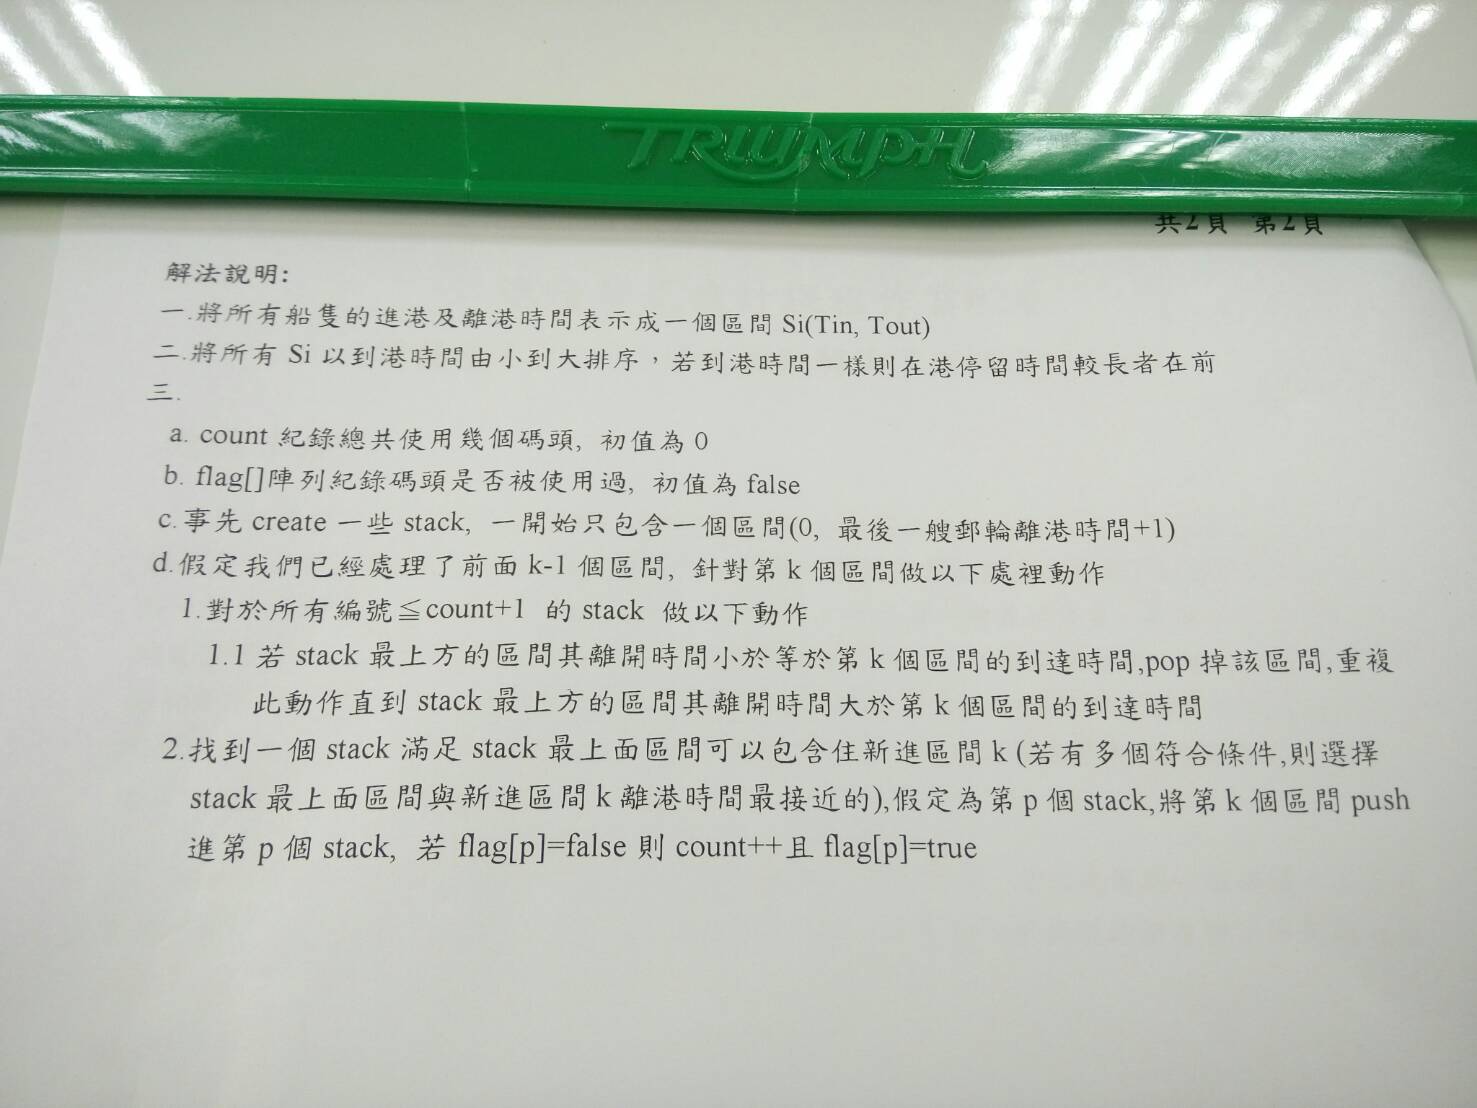 TRIUMPH
共2頁 第2頁
解法說明:
一.將所有船隻的進港及離港時間表示成一個區間 Si(Tin, Tout)
二.將所有 Si 以到港時間由小到大排序，若到港時間一樣則在港停留時間較長者在前
三.
a. count 紀錄總共使用幾個碼頭, 初值為 0
b. flag[]陣列紀錄碼頭是否被使用過, 初值為 false
c.事先 create 一些 stack, 一開始只包含一個區間(0, 最後一艘郵輪離港時間+1)
d.假定我們已經處理了前面 k-1 個區間, 針對第 k 個區間做以下處裡動作
1.對於所有編號≦count+1 的 stack 做以下動作
1.1 若 stack 最上方的區間其離開時間小於等於第 k 個區間的到達時間,pop 掉該區間,重複
此動作直到 stack 最上方的區間其離開時間大於第 k 個區間的到達時間
2.找到一個 stack 滿足 stack 最上面區間可以包含住新進區間 k (若有多個符合條件,則選擇
stack 最上面區間與新進區間 k 離港時間最接近的),假定為第 p 個 stack,將第 k 個區間 push
進第 p 個 stack, 若 flag[p]=false 則 count++且 flag[p]=true